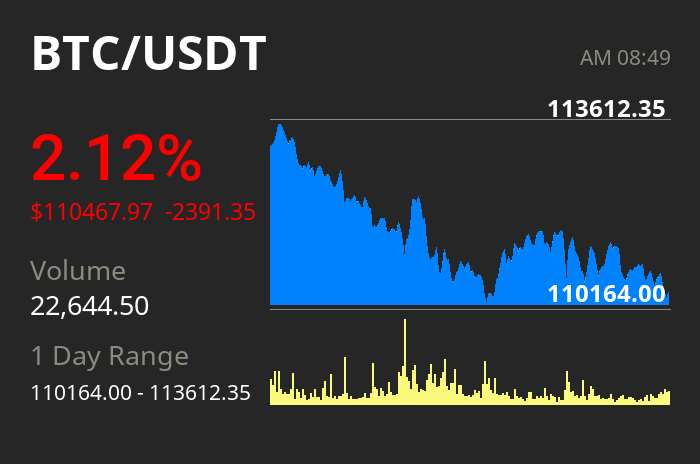 BTC/USDT
AM 08:49
113612.35
2.12%
$110467.97 -2391.35
Volume
22,644.50
110164.00
1 Day Range
110164.00 - 113612.35